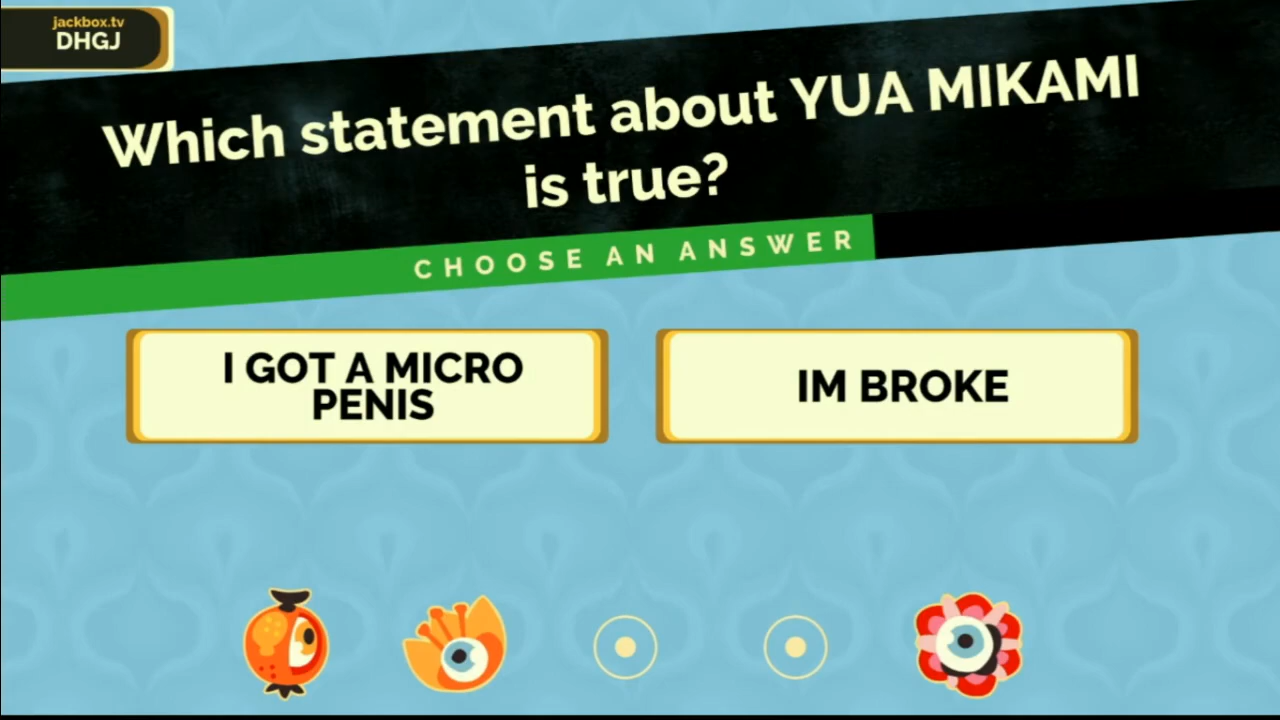 jackbox.tv
DHGJ
Which statement about YUA MIKAMI
is true?
CHOOSE AN ANSWER
I GOT A MICRO
PENIS
IM BROKE